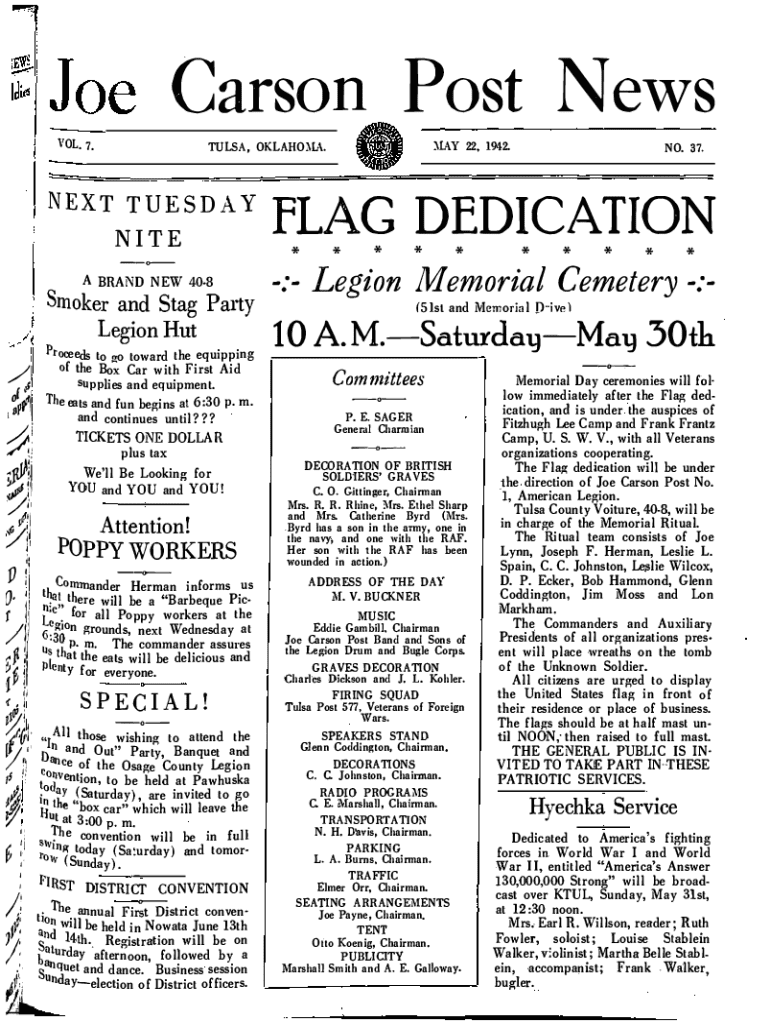 Joe Carson Post News
VOL. 7.
TULSA, OKLAHOMA.
MAY 22, 1942.
NO. 37.
NEXT TUESDAY
NITE
A BRAND NEW 40-8
Smoker and Stag Party
Legion Hut
Proceeds to go toward the equipping
of the Box Car with First Aid
supplies and equipment.
The eats and fun begins at 6:30 p. m.
and continues until???
TICKETS ONE DOLLAR
plus tax
We'll Be Looking for
YOU and YOU and YOU!
Attention!
POPPY WORKERS
Commander Herman informs us
that there will be a "Barbeque Pic-
nic" for all Poppy workers at the
Legion grounds, next Wednesday at
6:30 p. m. The commander assures
us that the eats will be delicious and
plenty for everyone.
SPECIAL!
All those wishing to attend the
"In and Out" Party, Banquet and
Dance of the Osage County Legion
convention, to be held at Pawhuska
today (Saturday), are invited to go
in the "box car" which will leave the
Hut at 3:00 p. m.
The convention will be in full
swing today (Saturday) and tomor-
row (Sunday).
FIRST DISTRICT CONVENTION
The annual First District conven-
tion will be held in Nowata June 13th
and 14th. Registration will be on
Saturday afternoon, followed by a
banquet and dance. Business session
Sunday—election of District officers.
FLAG DEDICATION
* * * * * * * * * *
-:- Legion Memorial Cemetery -:-
(51st and Memorial D-ive)
10 A.M.—Saturday—May 30th
Committees
P. E. SAGER
General Charmian
DECORATION OF BRITISH
SOLDIERS' GRAVES
C. O. Gittinger, Chairman
Mrs. R. R. Rhine, Mrs. Ethel Sharp
and Mrs. Catherine Byrd (Mrs.
Byrd has a son in the army, one in
the navy, and one with the RAF.
Her son with the RAF has been
wounded in action.)
ADDRESS OF THE DAY
M. V. BUCKNER
MUSIC
Eddie Gambill, Chairman
Joe Carson Post Band and Sons of
the Legion Drum and Bugle Corps.
GRAVES DECORATION
Charles Dickson and J. L. Kohler.
FIRING SQUAD
Tulsa Post 577, Veterans of Foreign
Wars.
SPEAKERS STAND
Glenn Coddington, Chairman.
DECORATIONS
C. C. Johnston, Chairman.
RADIO PROGRAMS
C. E. Marshall, Chairman.
TRANSPORTATION
N. H. Davis, Chairman.
PARKING
L. A. Burns, Chairman.
TRAFFIC
Elmer Orr, Chairman.
SEATING ARRANGEMENTS
Joe Payne, Chairman.
TENT
Otto Koenig, Chairman.
PUBLICITY
Marshall Smith and A. E. Galloway.
Memorial Day ceremonies will fol-
low immediately after the Flag ded-
ication, and is under the auspices of
Fitzhugh Lee Camp and Frank Frantz
Camp, U. S. W. V., with all Veterans
organizations cooperating.
The Flag dedication will be under
the direction of Joe Carson Post No.
1, American Legion.
Tulsa County Voiture, 40-8, will be
in charge of the Memorial Ritual.
The Ritual team consists of Joe
Lynn, Joseph F. Herman, Leslie L.
Spain, C. C. Johnston, Leslie Wilcox,
D. P. Ecker, Bob Hammond, Glenn
Coddington, Jim Moss and Lon
Markham.
The Commanders and Auxiliary
Presidents of all organizations pres-
ent will place wreaths on the tomb
of the Unknown Soldier.
All citizens are urged to display
the United States flag in front of
their residence or place of business.
The flags should be at half mast un-
til NOON, then raised to full mast.
THE GENERAL PUBLIC IS IN-
VITED TO TAKE PART IN THESE
PATRIOTIC SERVICES.
Hyechka Service
Dedicated to America's fighting
forces in World War I and World
War II, entitled "America's Answer
130,000,000 Strong" will be broad-
cast over KTUL, Sunday, May 31st,
at 12:30 noon.
Mrs. Earl R. Willson, reader; Ruth
Fowler, soloist; Louise Stablein
Walker, violinist; Martha Belle Stabl-
ein, accompanist; Frank Walker,
bugler.